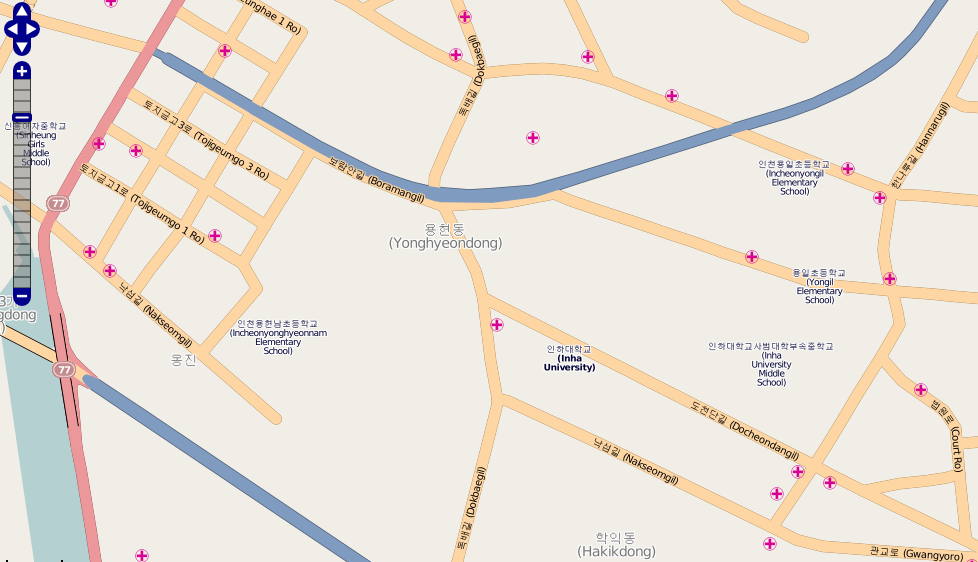 unghae 1 Ro)
독배길 (Dokbaegil)
토지금고3로 (Tojigeumgo 3 Ro)
신흥여자중학교
(Sinheung
Girls
Middle
School)
한나루길 (Hannarugil)
보람안길 (Boramangil)
인천용일초등학교
(Incheonyongil
Elementary
School)
토지금고1로 (Tojigeumgo 1 Ro)
77
용현동
(Yonghyeondong)
용일초등학교
(Yongil
Elementary
School)
gdong
)
낙섬길 (Nakseomgil)
인천용현남초등학교
(Incheonyonghyeonnam
Elementary
School)
옹진
77
인하대학교
(Inha
University)
인하대학교사범대학부속중학교
(Inha
University
Middle
School)
도천단길 (Docheondangil)
법원로 (Court Ro)
낙섬길 (Nakseomgil)
독배길 (Dokbaegil)
학익동
(Hakikdong)
관교로 (Gwangyoro)